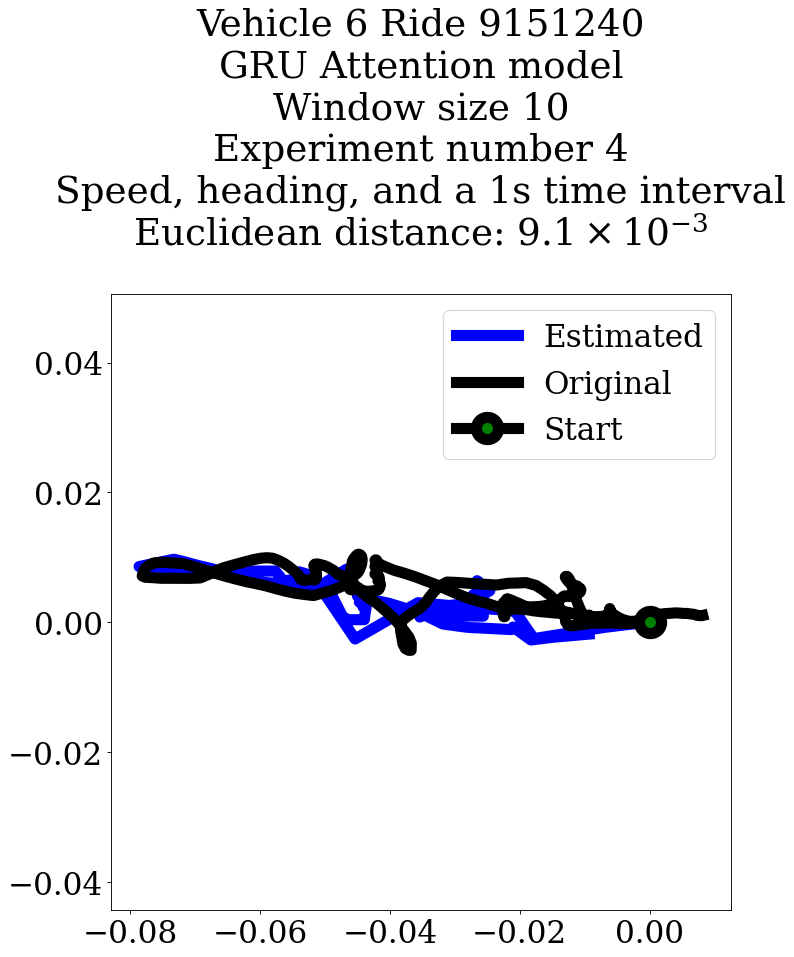 Vehicle 6 Ride 9151240
GRU Attention model
Window size 10
Experiment number 4
Speed, heading, and a 1s time interval
Euclidean distance: 9.1 × 10⁻³
Estimated
Original
Start
0.04
0.02
0.00
−0.02
−0.04
−0.08 −0.06 −0.04 −0.02 0.00